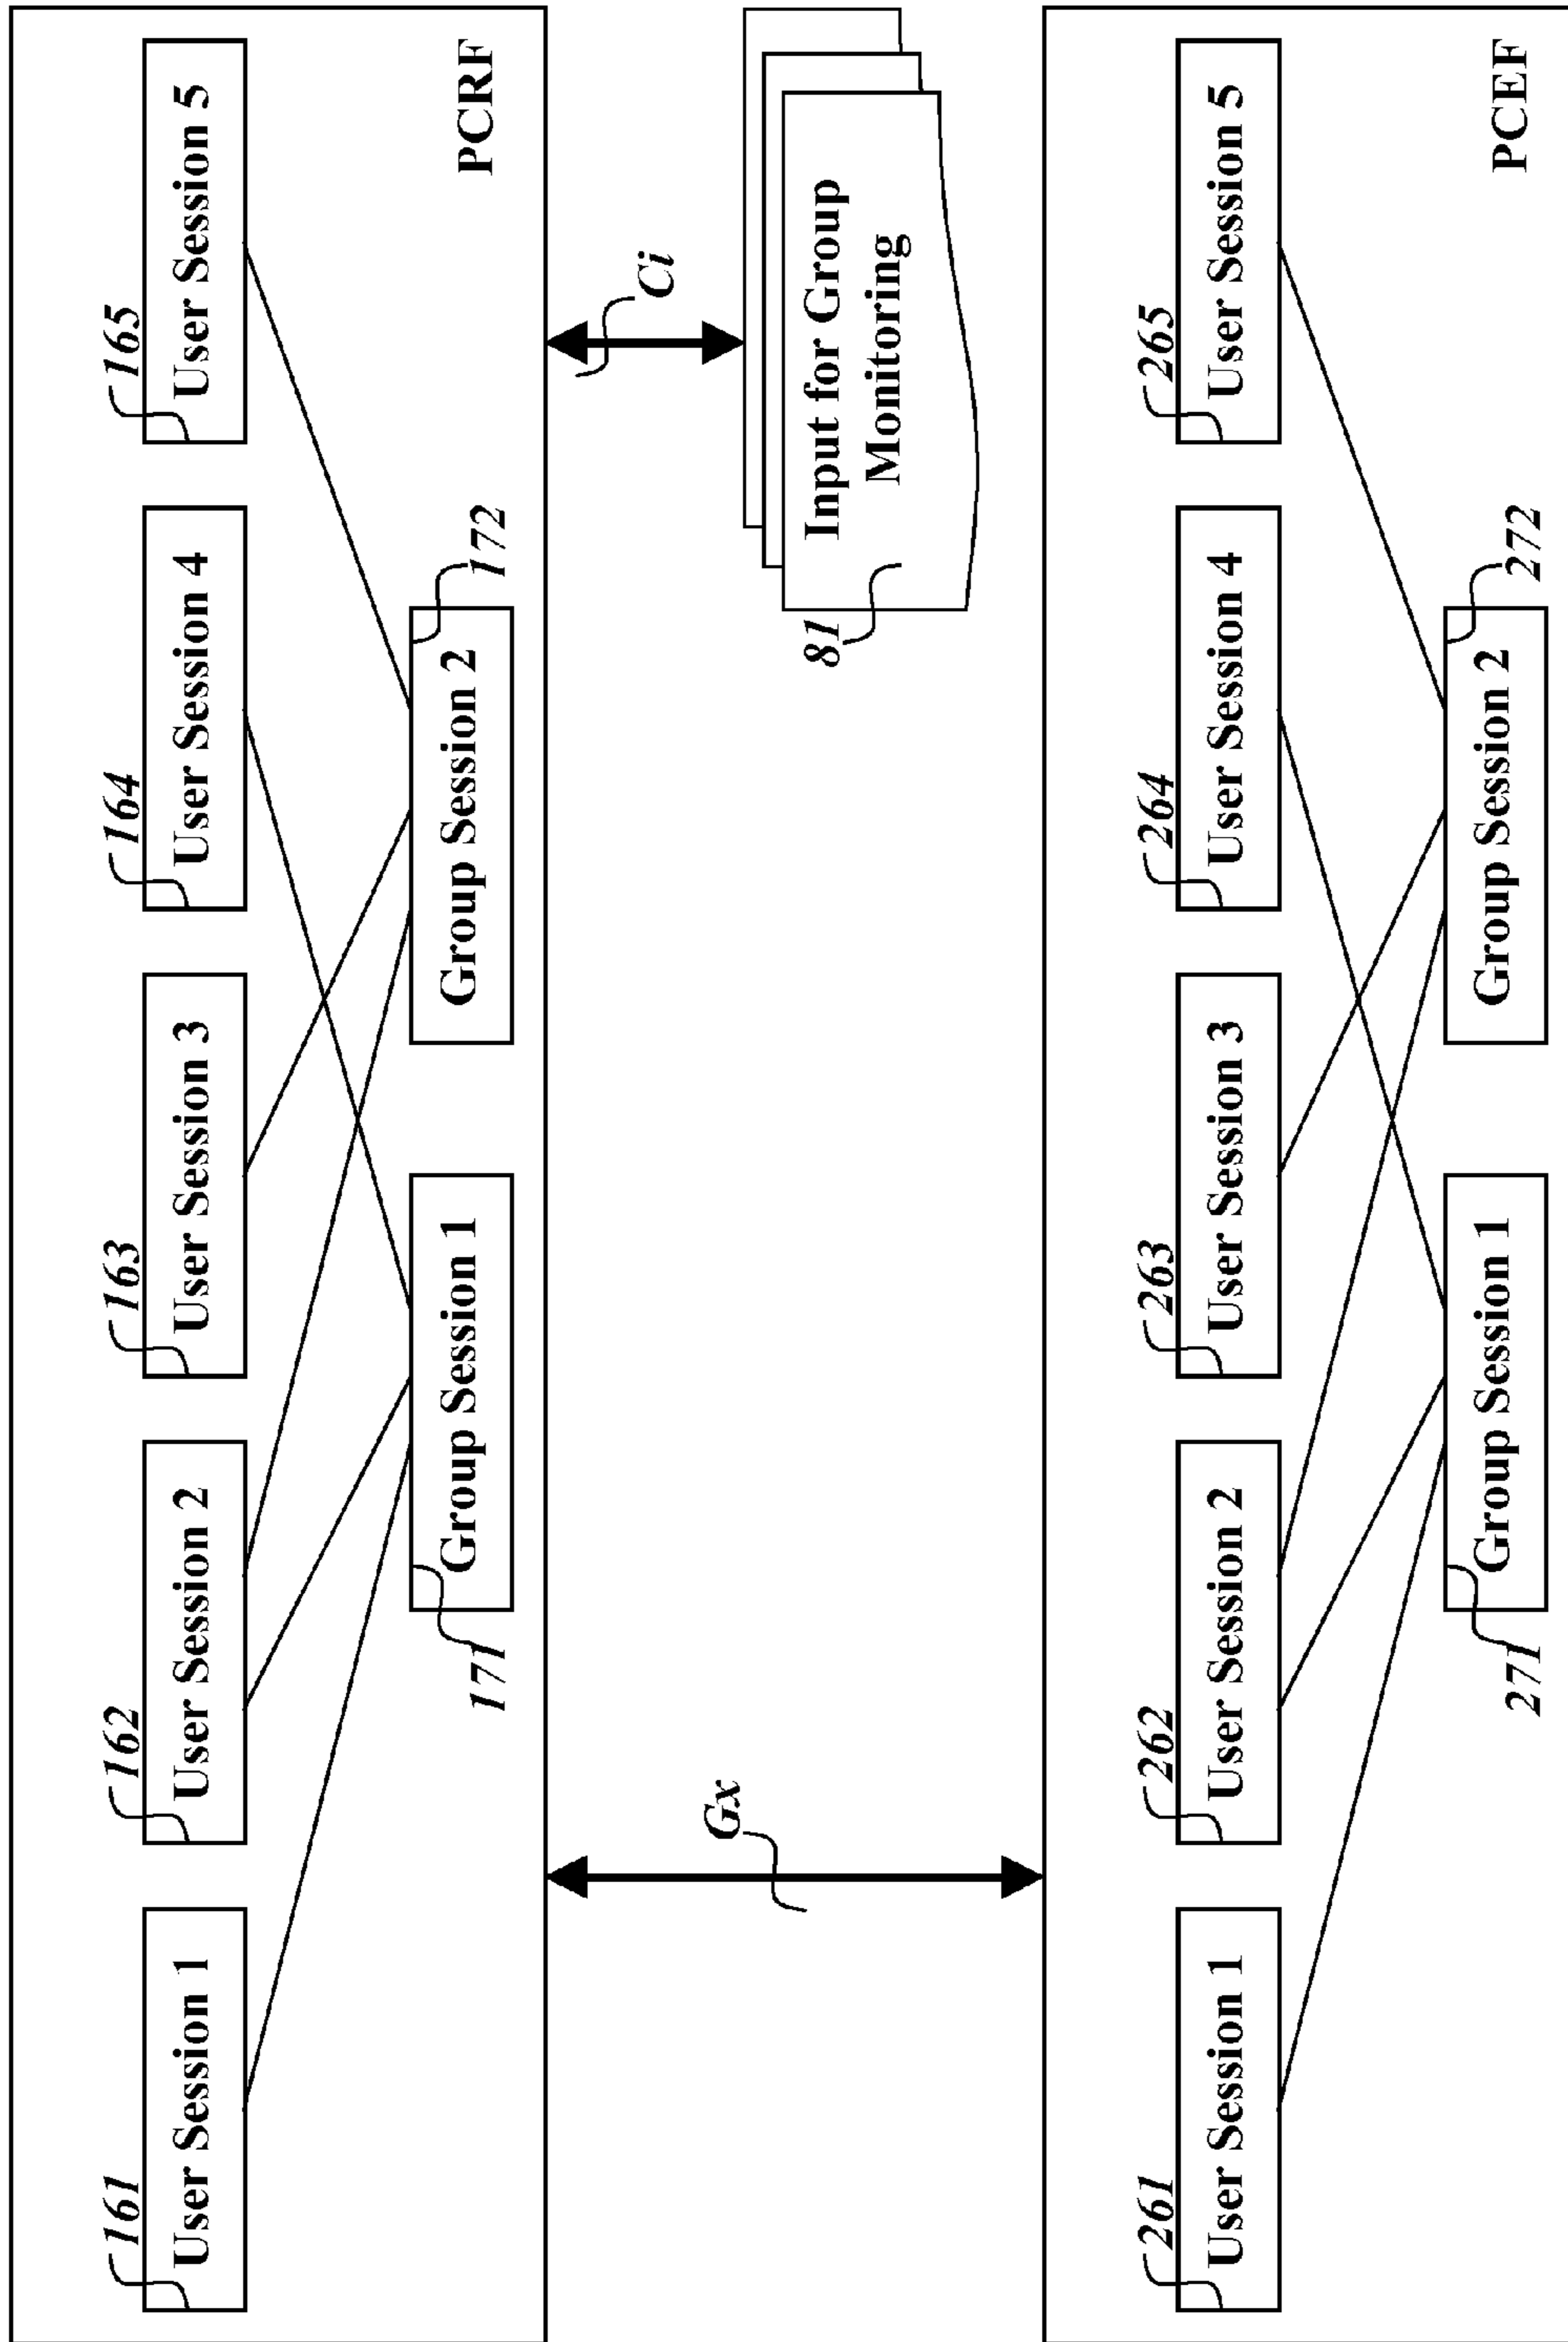 161
162
163
164
165
User Session 1
User Session 2
User Session 3
User Session 4
User Session 5
Group Session 1
Group Session 2
171
172
PCRF
Gx
Ci
Input for Group
Monitoring
81
261
262
263
264
265
User Session 1
User Session 2
User Session 3
User Session 4
User Session 5
Group Session 1
Group Session 2
271
272
PCEF